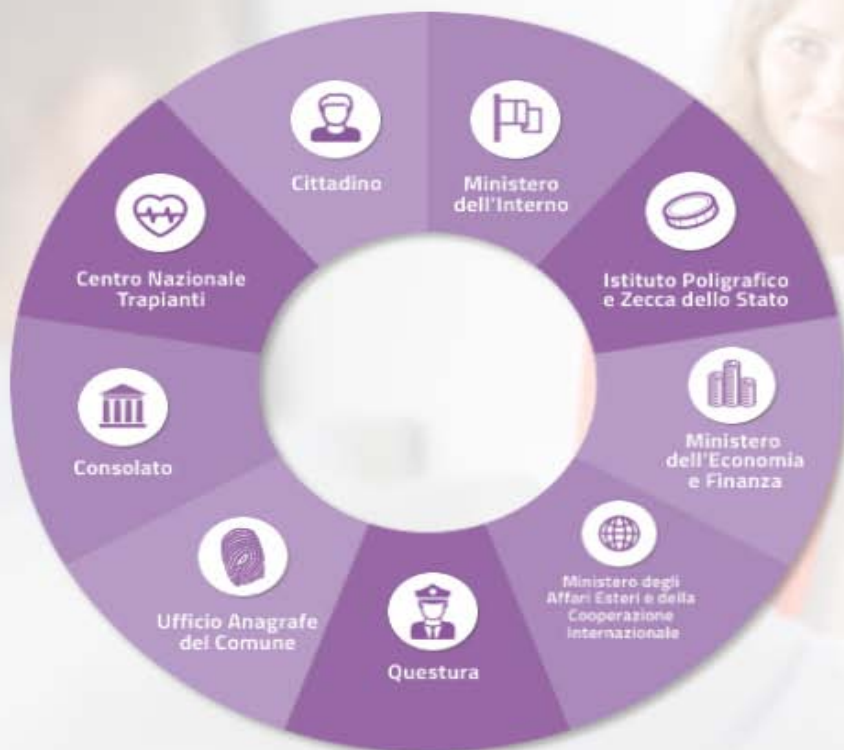 Cittadino
Ministero
dell'Interno
Istituto Poligrafico
e Zecca dello Stato
Ministero
dell'Economia
e Finanza
Ministero degli
Affari Esteri e della
Cooperazione
Internazionale
Questura
Ufficio Anagrafe
del Comune
Consolato
Centro Nazionale
Trapianti